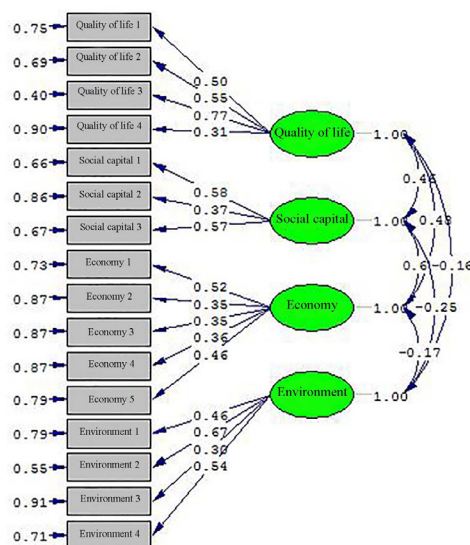 0.75 Quality of life 1
0.69 Quality of life 2
0.40 Quality of life 3
0.90 Quality of life 4
0.66 Social capital 1
0.86 Social capital 2
0.67 Social capital 3
0.73 Economy 1
0.87 Economy 2
0.87 Economy 3
0.87 Economy 4
0.79 Economy 5
0.79 Environment 1
0.55 Environment 2
0.91 Environment 3
0.71 Environment 4
0.50
0.55
0.77
0.31
0.58
0.37
0.57
0.52
0.35
0.35
0.36
0.46
0.46
0.67
0.30
0.54
Quality of life 1.00
Social capital 1.00
Economy 1.00
Environment 1.00
-0.25
-0.17